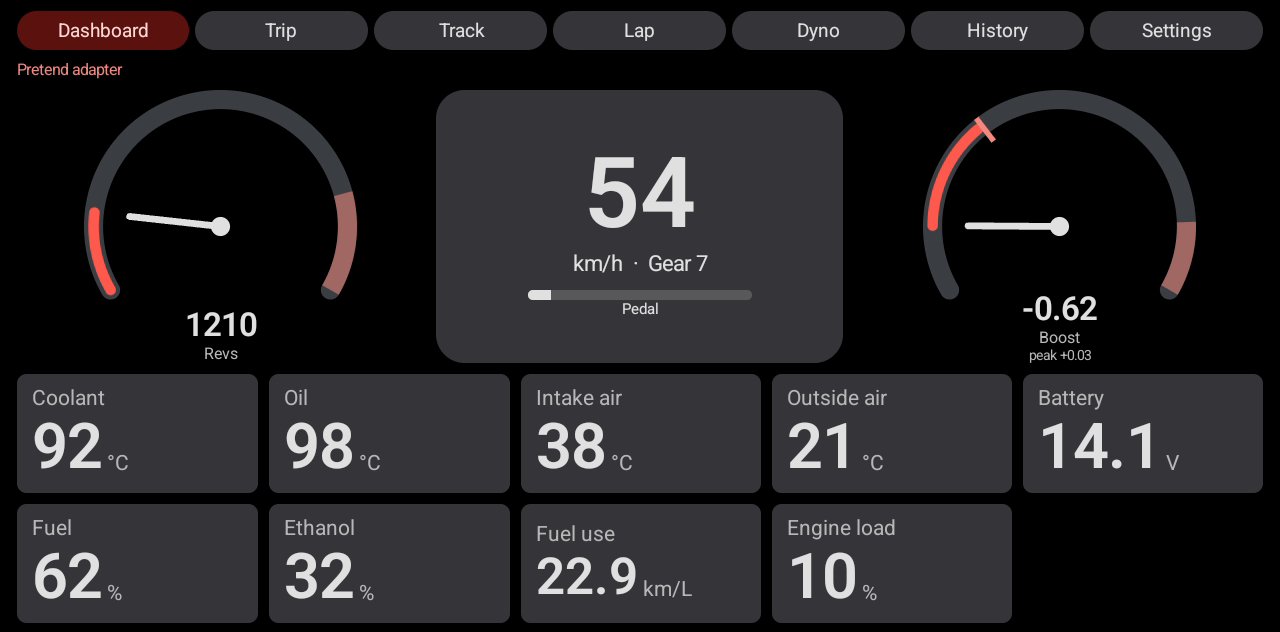 Dashboard Trip Track Lap Dyno History Settings
Pretend adapter
1210
Revs
54
km/h · Gear 7
Pedal
-0.62
Boost
peak +0.03
Coolant
92 °C
Oil
98 °C
Intake air
38 °C
Outside air
21 °C
Battery
14.1 V
Fuel
62 %
Ethanol
32 %
Fuel use
22.9 km/L
Engine load
10 %